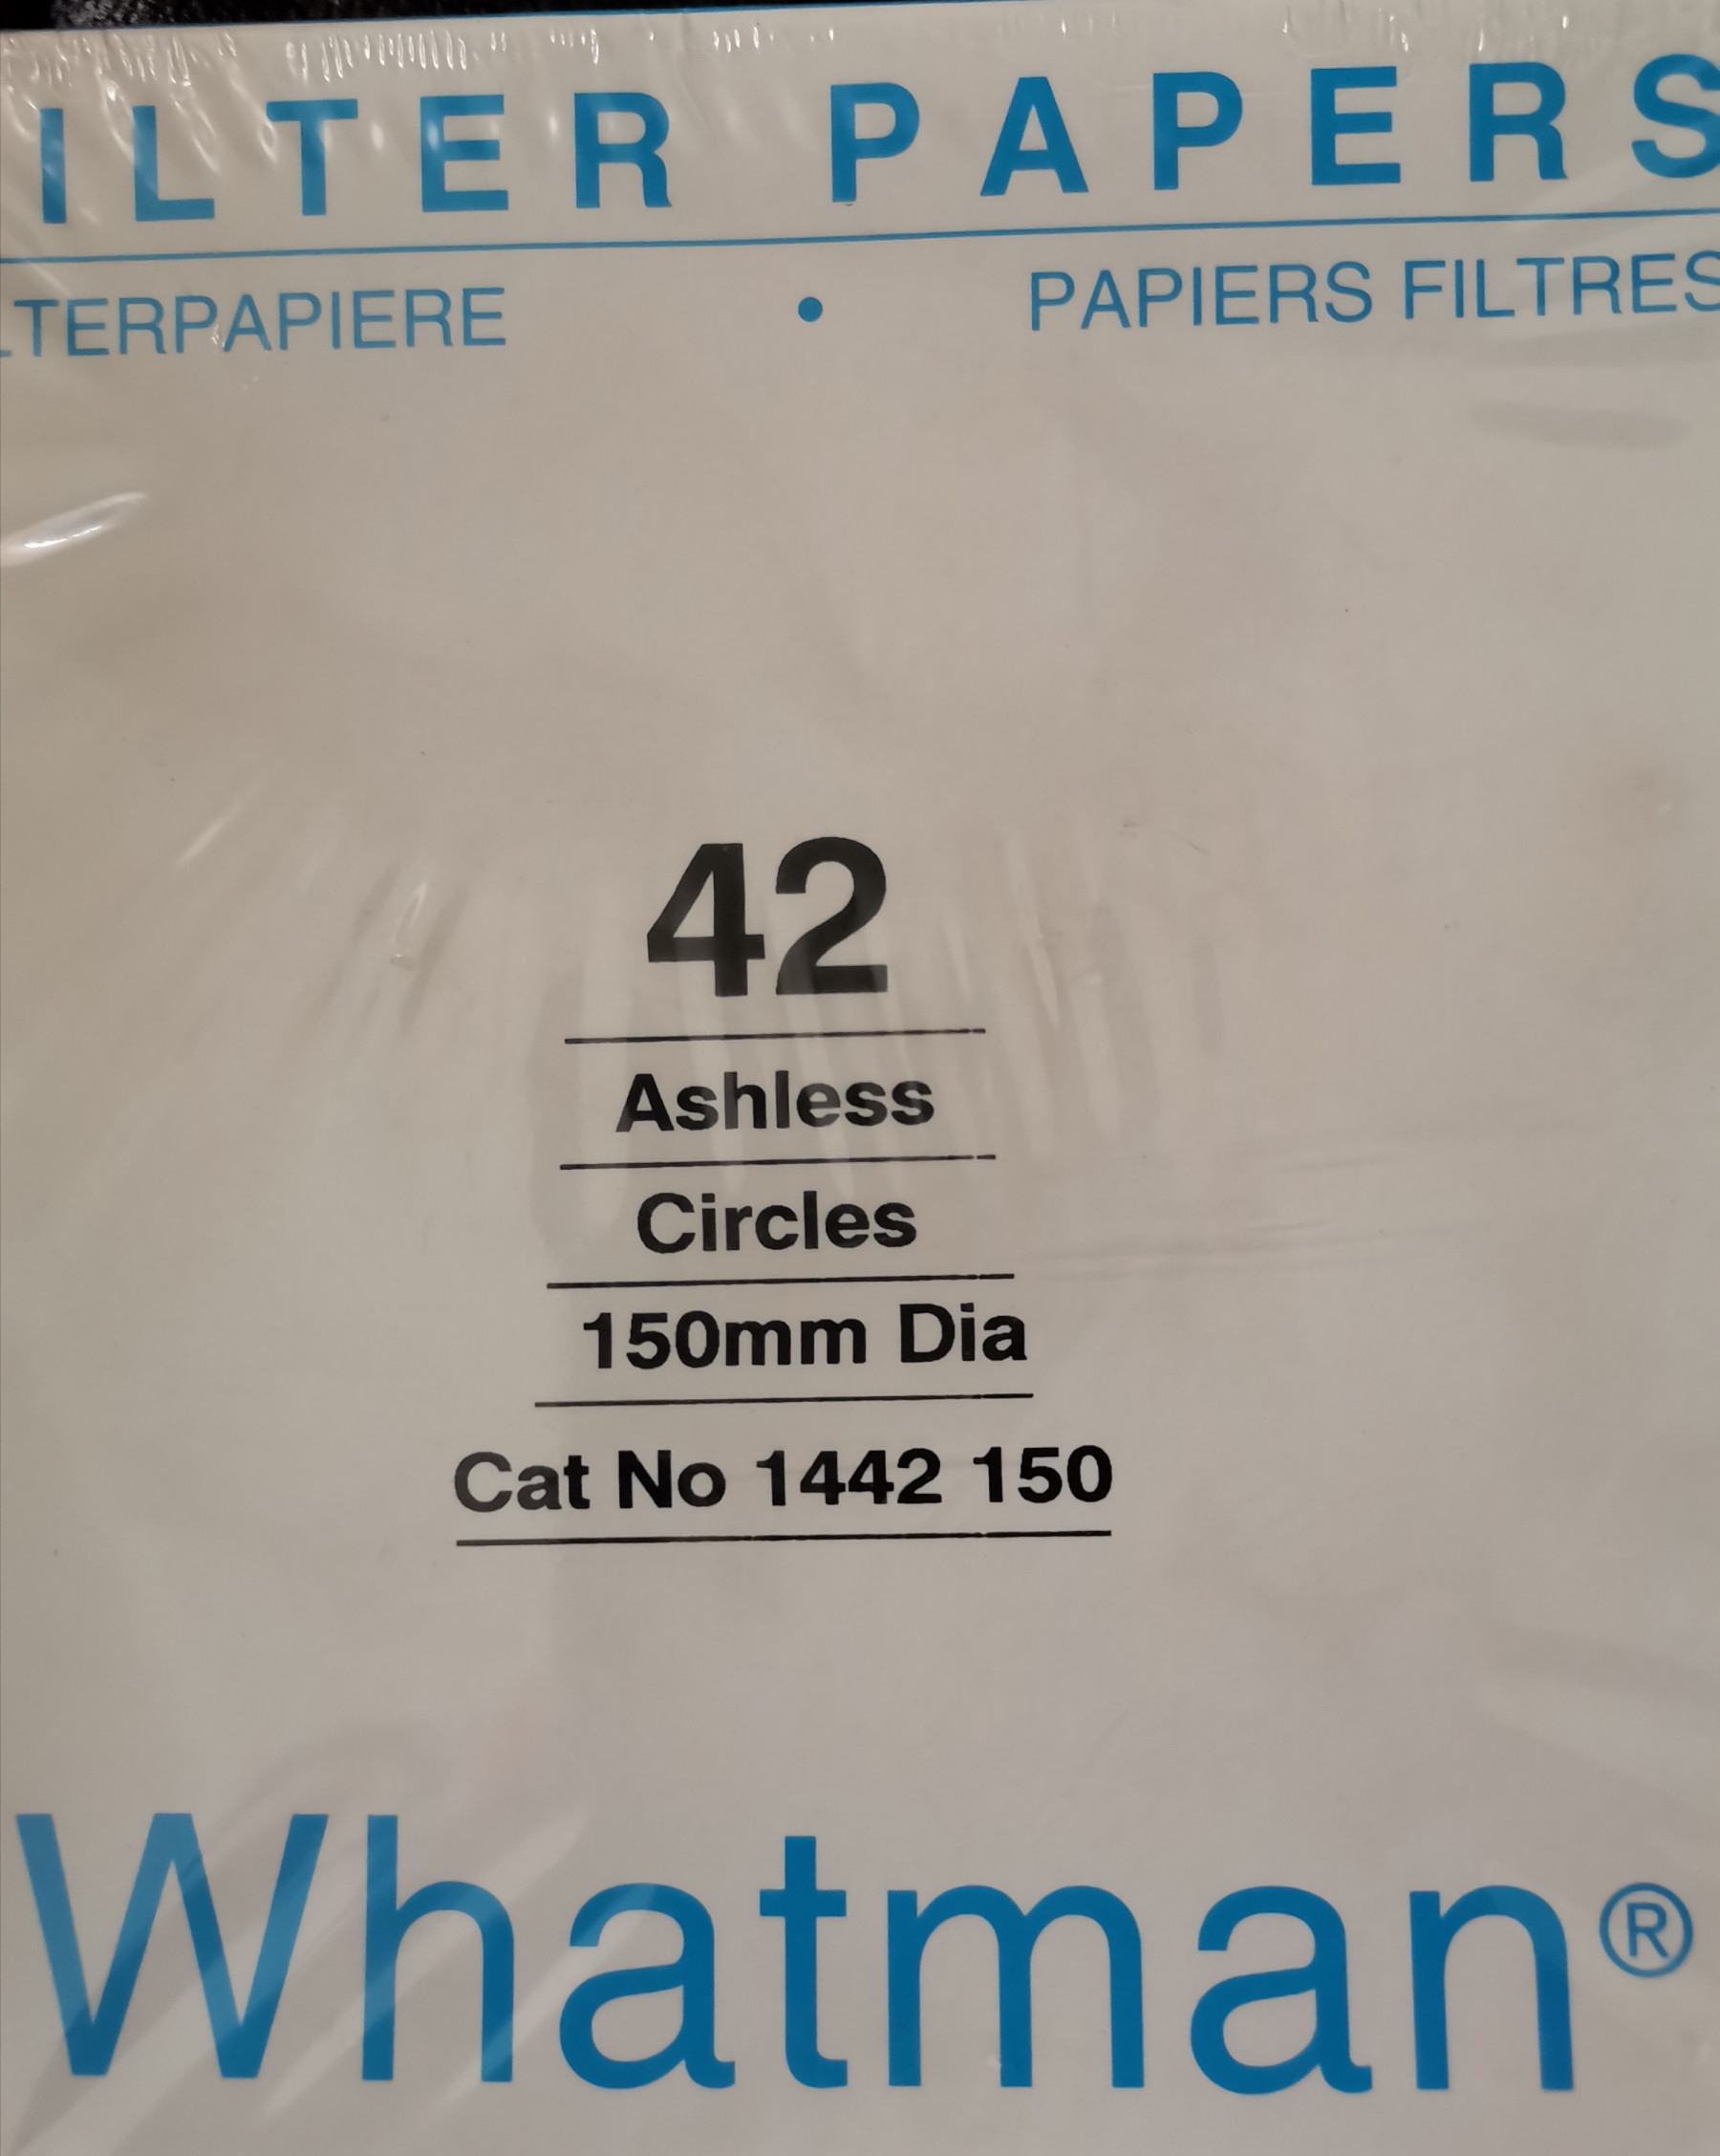 ILTER PAPERS
LTERPAPIERE • PAPIERS FILTRES
42
Ashless
Circles
150mm Dia
Cat No 1442 150
Whatman®